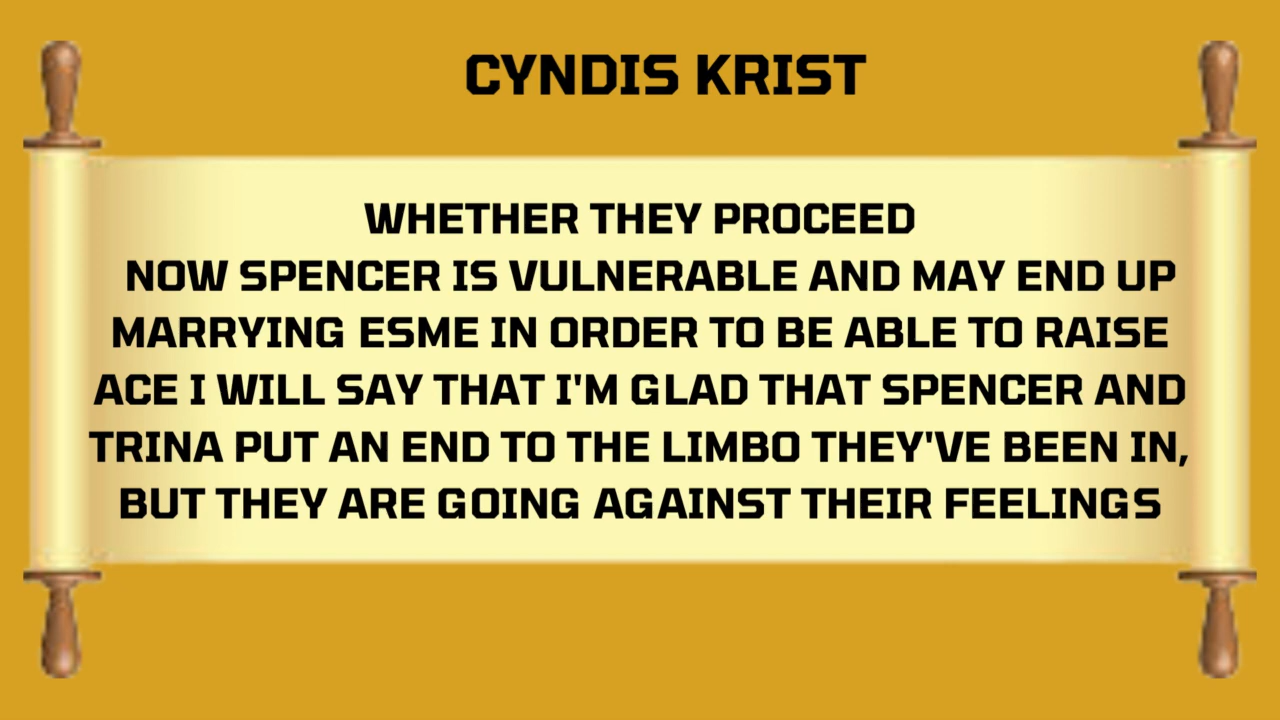 CYNDIS KRIST
WHETHER THEY PROCEED
NOW SPENCER IS VULNERABLE AND MAY END UP
MARRYING ESME IN ORDER TO BE ABLE TO RAISE
ACE I WILL SAY THAT I'M GLAD THAT SPENCER AND
TRINA PUT AN END TO THE LIMBO THEY'VE BEEN IN,
BUT THEY ARE GOING AGAINST THEIR FEELINGS